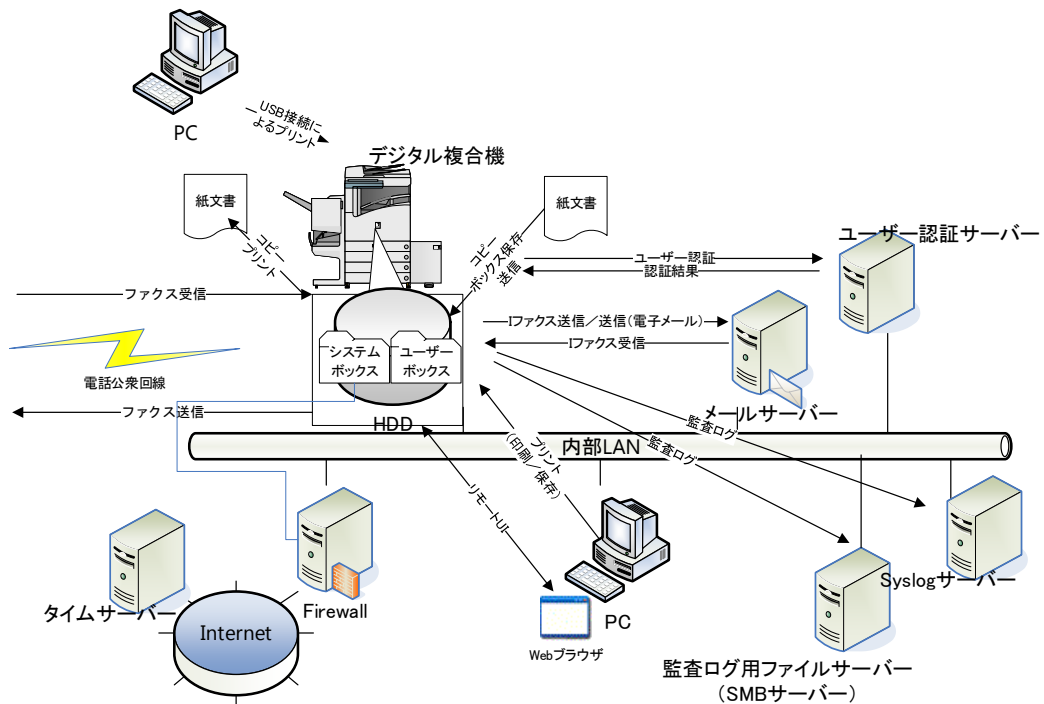 PC
USB接続に
よるプリント
デジタル複合機
紙文書
紙文書
コピー
プリント
コピー
ボックス保存
送信
ユーザー認証サーバー
ユーザー認証
認証結果
ファクス受信
Iファクス送信／送信(電子メール)
Iファクス受信
システム
ボックス
ユーザー
ボックス
電話公衆回線
ファクス送信
HDD
メールサーバー
監査ログ
監査ログ
内部LAN
プリント
(印刷／保存)
リモートUI
タイムサーバー
Firewall
Internet
PC
Webブラウザ
Syslogサーバー
監査ログ用ファイルサーバー
（SMBサーバー）